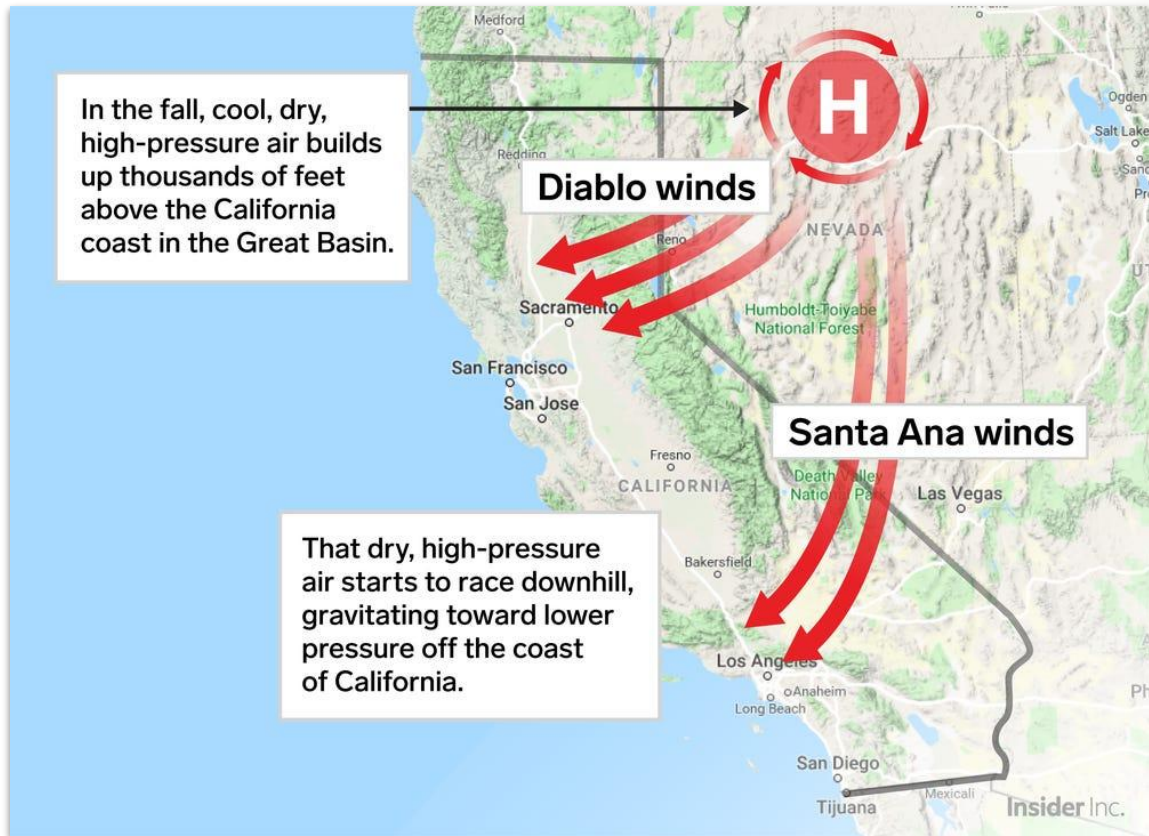 Medford
In the fall, cool, dry,
high-pressure air builds
up thousands of feet
above the California
coast in the Great Basin.
H
Ogden
Salt Lake
Redding
Diablo winds
NEVADA
Reno
Sacramento
Humboldt-Toiyabe
National Forest
San Francisco
San Jose
Santa Ana winds
Fresno
CALIFORNIA
Death Valley
National Park
Las Vegas
That dry, high-pressure
air starts to race downhill,
gravitating toward lower
pressure off the coast
of California.
Bakersfield
Los Angeles
Anaheim
Long Beach
San Diego
Mexicali
Tijuana
Insider Inc.